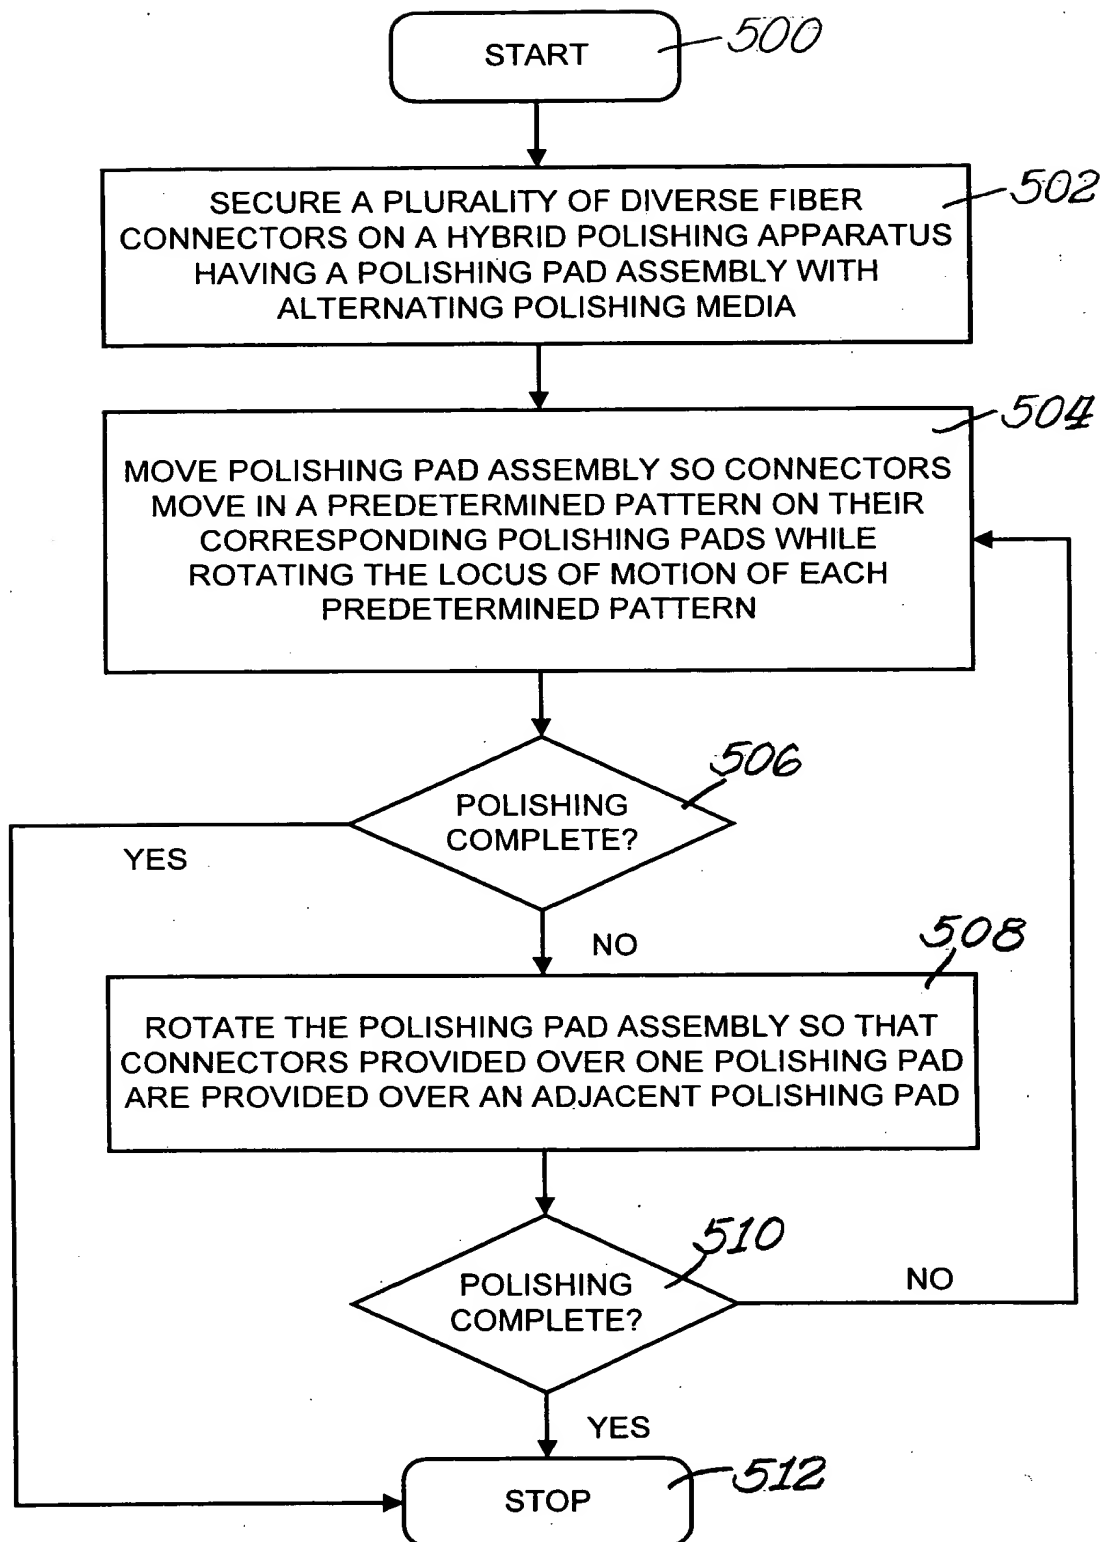 START
500
502
SECURE A PLURALITY OF DIVERSE FIBER
CONNECTORS ON A HYBRID POLISHING APPARATUS
HAVING A POLISHING PAD ASSEMBLY WITH
ALTERNATING POLISHING MEDIA
504
MOVE POLISHING PAD ASSEMBLY SO CONNECTORS
MOVE IN A PREDETERMINED PATTERN ON THEIR
CORRESPONDING POLISHING PADS WHILE
ROTATING THE LOCUS OF MOTION OF EACH
PREDETERMINED PATTERN
506
POLISHING
COMPLETE?
YES
NO
508
ROTATE THE POLISHING PAD ASSEMBLY SO THAT
CONNECTORS PROVIDED OVER ONE POLISHING PAD
ARE PROVIDED OVER AN ADJACENT POLISHING PAD
510
POLISHING
COMPLETE?
NO
YES
512
STOP